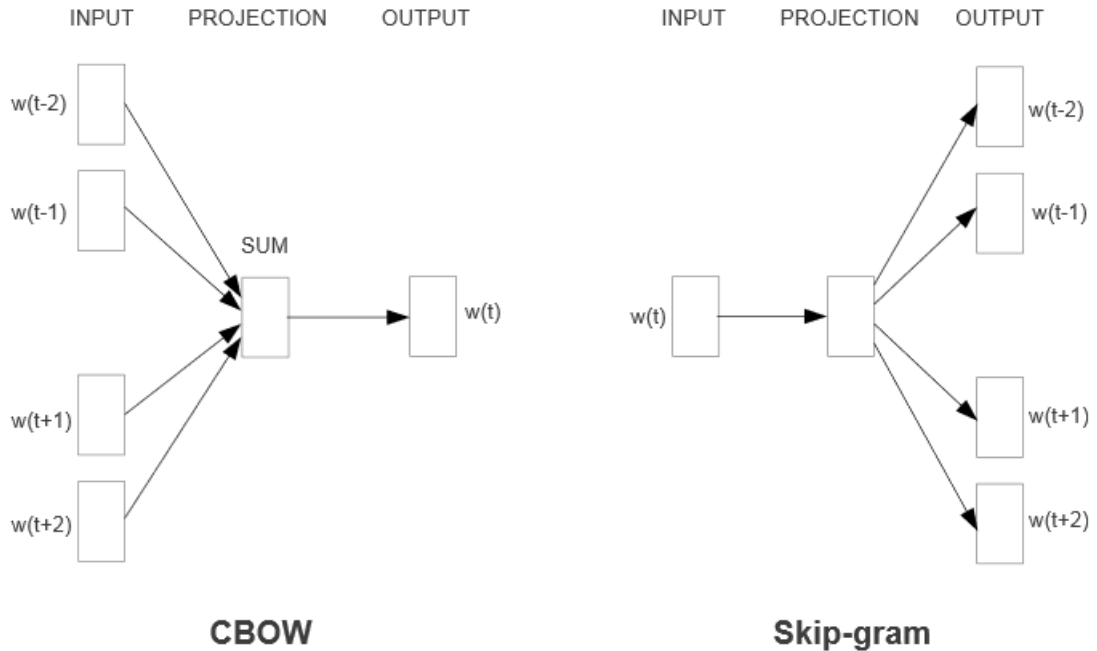 INPUT PROJECTION OUTPUT
w(t-2)
w(t-1)
SUM
w(t)
w(t+1)
w(t+2)
CBOW
INPUT PROJECTION OUTPUT
w(t-2)
w(t-1)
w(t)
w(t+1)
w(t+2)
Skip-gram